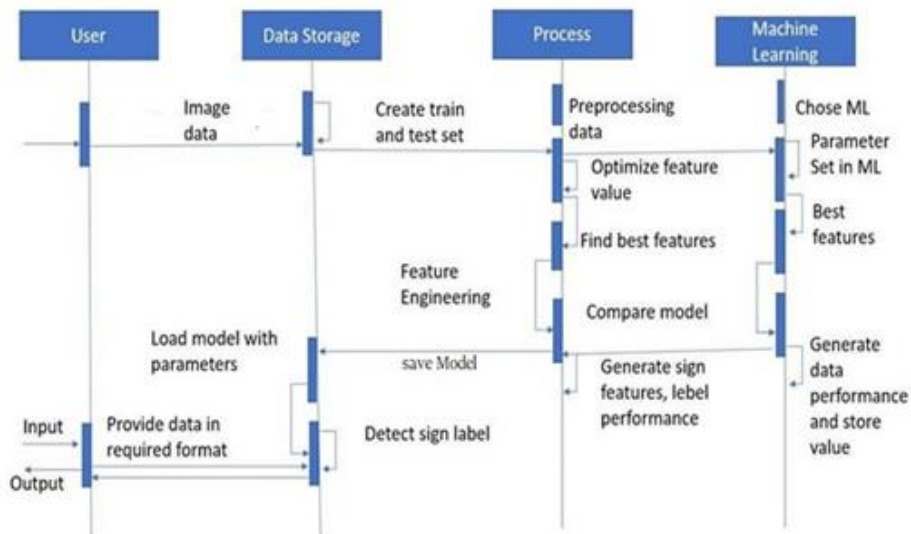 User
Data Storage
Process
Machine
Learning
Image
data
Create train
and test set
Preprocessing
data
Chose ML
Parameter
Set in ML
Optimize feature
value
Best
features
Find best features
Feature
Engineering
Compare model
Load model with
parameters
save Model
Generate sign
features, lebel
performance
Generate
data
performance
and store
value
Input
Provide data in
required format
Detect sign label
Output